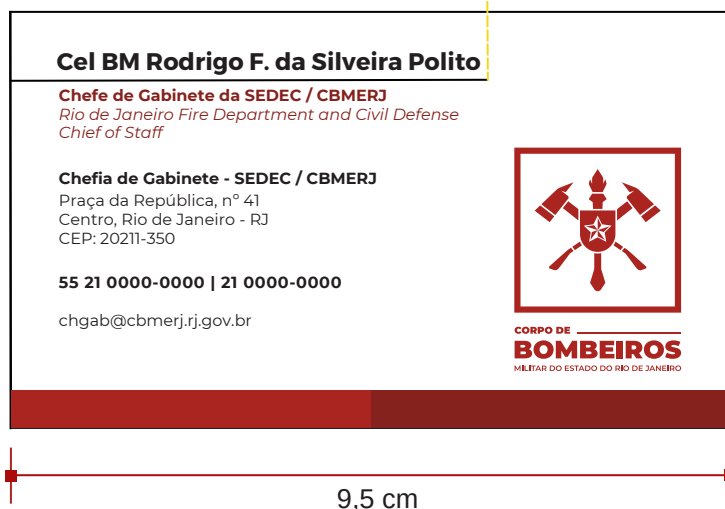 Cel BM Rodrigo F. da Silveira Polito
Chefe de Gabinete da SEDEC / CBMERJ
Rio de Janeiro Fire Department and Civil Defense
Chief of Staff
Chefia de Gabinete - SEDEC / CBMERJ
Praça da República, nº 41
Centro, Rio de Janeiro - RJ
CEP: 20211-350
55 21 0000-0000 | 21 0000-0000
chgab@cbmerj.rj.gov.br
CORPO DE
BOMBEIROS
MILITAR DO ESTADO DO RIO DE JANEIRO
9,5 cm